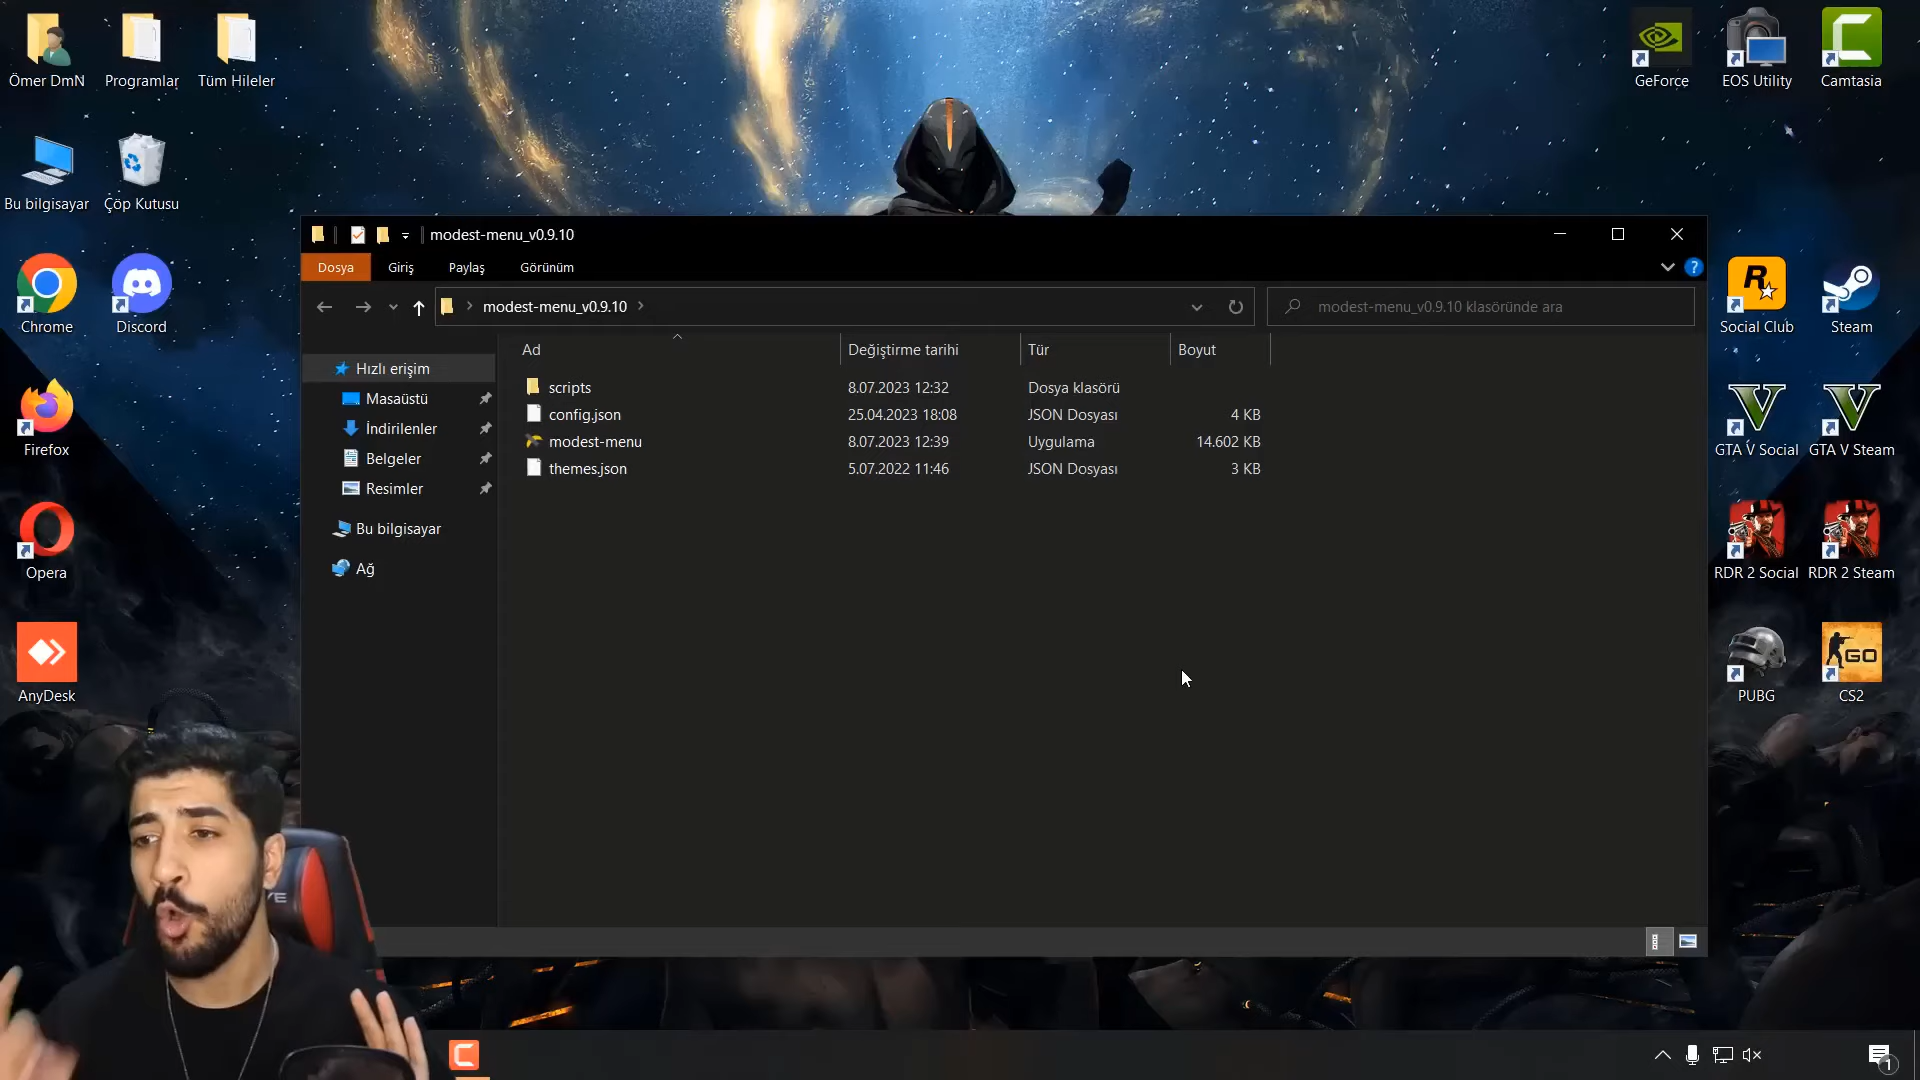 Ömer DmN
Programlar
Tüm Hileler
GeForce
EOS Utility
Camtasia
Bu bilgisayar
Çöp Kutusu
modest-menu_v0.9.10
Dosya
Giriş
Paylaş
Görünüm
?
modest-menu_v0.9.10
modest-menu_v0.9.10 klasöründe ara
Ad
Değiştirme tarihi
Tür
Boyut
Hızlı erişim
Masaüstü
İndirilenler
Belgeler
Resimler
Bu bilgisayar
Ağ
scripts
8.07.2023 12:32
Dosya klasörü
config.json
25.04.2023 18:08
JSON Dosyası
4 KB
modest-menu
8.07.2023 12:39
Uygulama
14.602 KB
themes.json
5.07.2022 11:46
JSON Dosyası
3 KB
Chrome
Discord
Firefox
Opera
AnyDesk
R
Social Club
Steam
V
GTA V Social
V
GTA V Steam
RDR 2 Social
RDR 2 Steam
PUBG
GO
CS2
1